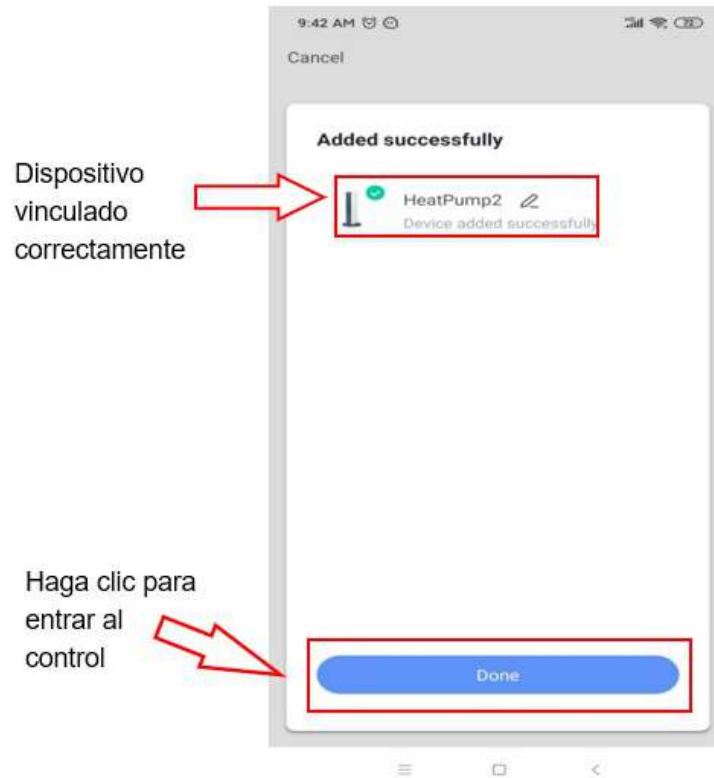 9:42 AM
72
Cancel
Added successfully
Dispositivo
vinculado
correctamente
HeatPump2
Device added successfully
Haga clic para
entrar al
control
Done